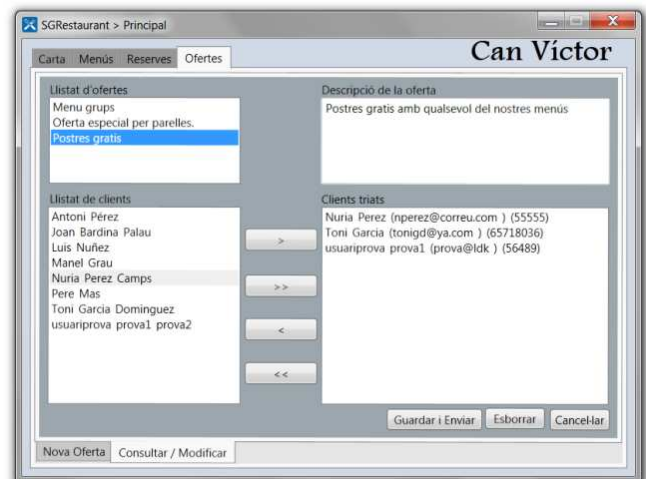 SGRestaurant > Principal
Carta Menús Reserves Ofertes
Can Víctor
Llistat d'ofertes
Menu grups
Oferta especial per parelles.
Postres gratis
Descripció de la oferta
Postres gratis amb qualsevol del nostres menús
Llistat de clients
Antoni Pérez
Joan Bardina Palau
Luis Nuñez
Manel Grau
Nuria Perez Camps
Pere Mas
Toni Garcia Dominguez
usuariprova prova1 prova2
>
>>
<
<<
Clients triats
Nuria Perez (nperez@correu.com ) (55555)
Toni Garcia (tonigd@ya.com ) (65718036)
usuariprova prova1 (prova@ldk ) (56489)
Guardar i Enviar Esborrar Cancel·lar
Nova Oferta Consultar / Modificar